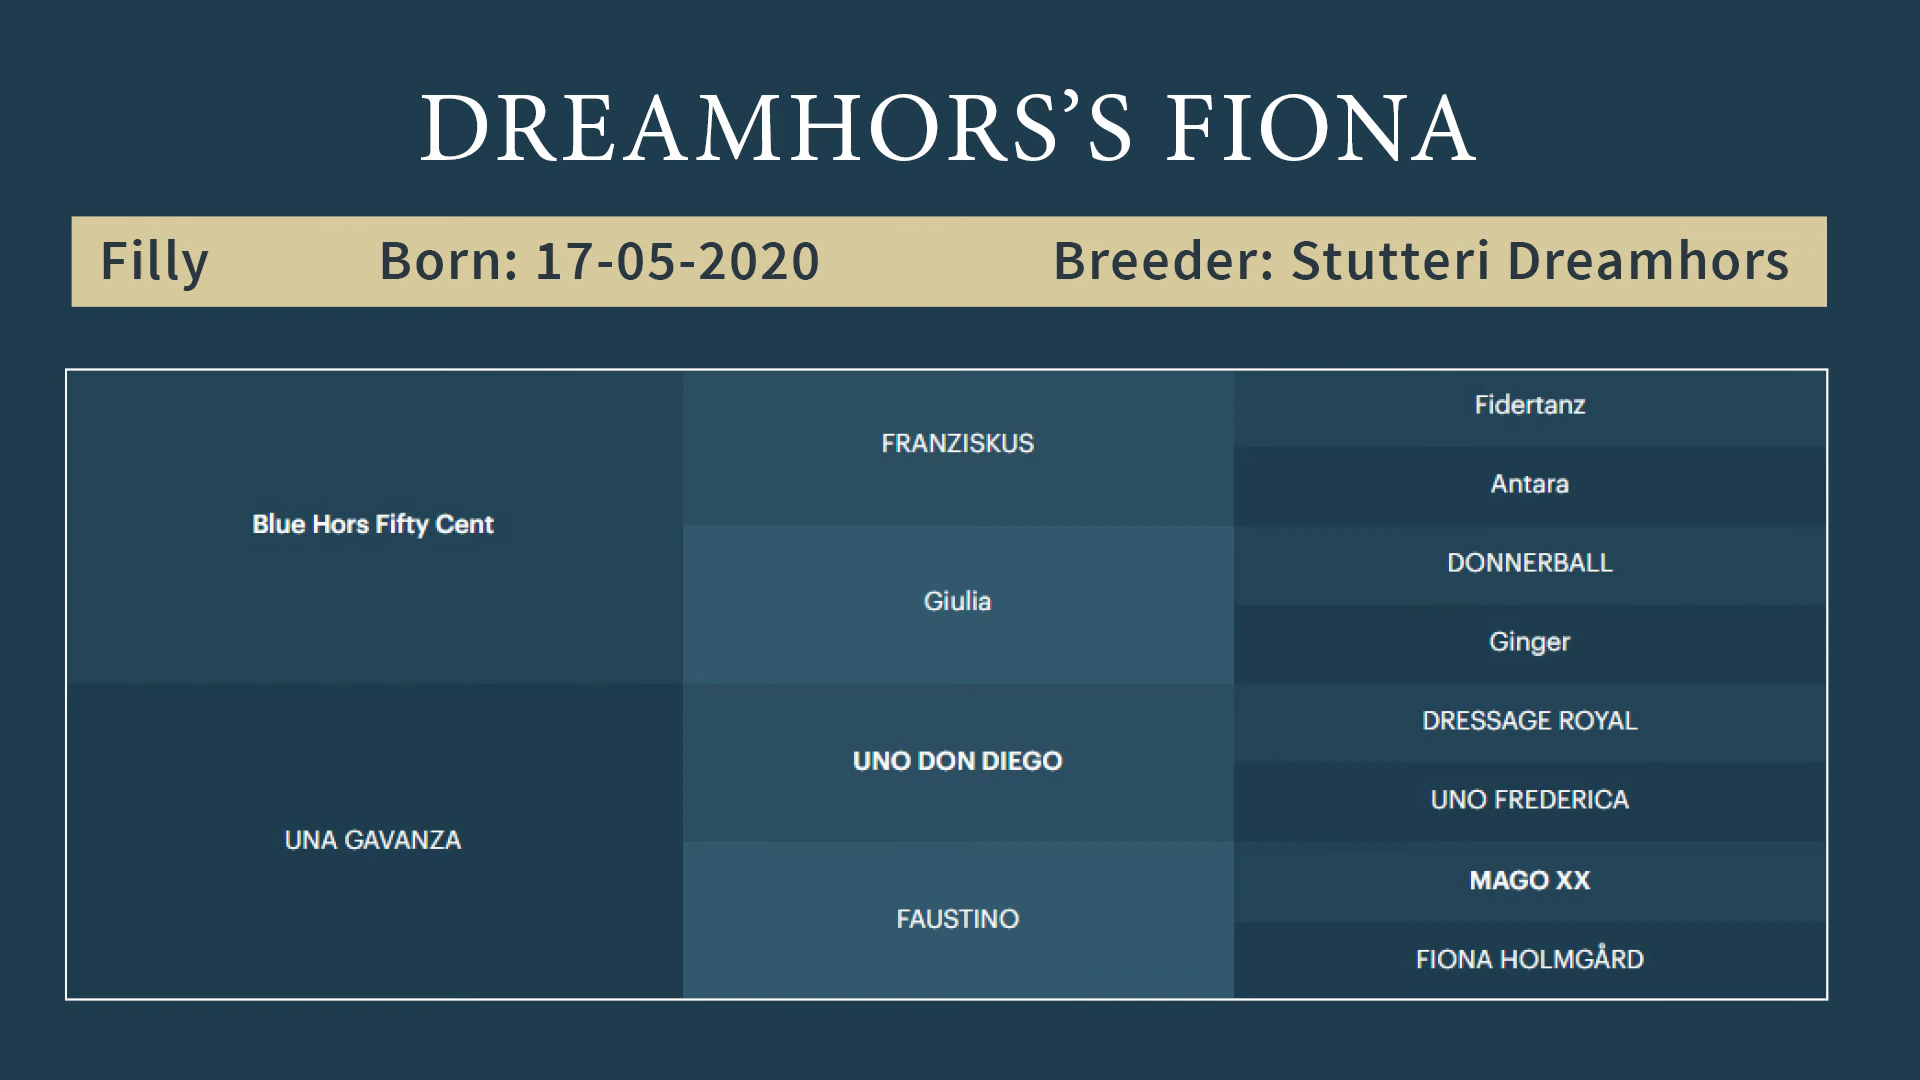 DREAMHORS’S FIONA
Filly Born: 17-05-2020 Breeder: Stutteri Dreamhors
Blue Hors Fifty Cent
UNA GAVANZA
FRANZISKUS
Giulia
UNO DON DIEGO
FAUSTINO
Fidertanz
Antara
DONNERBALL
Ginger
DRESSAGE ROYAL
UNO FREDERICA
MAGO XX
FIONA HOLMGÅRD